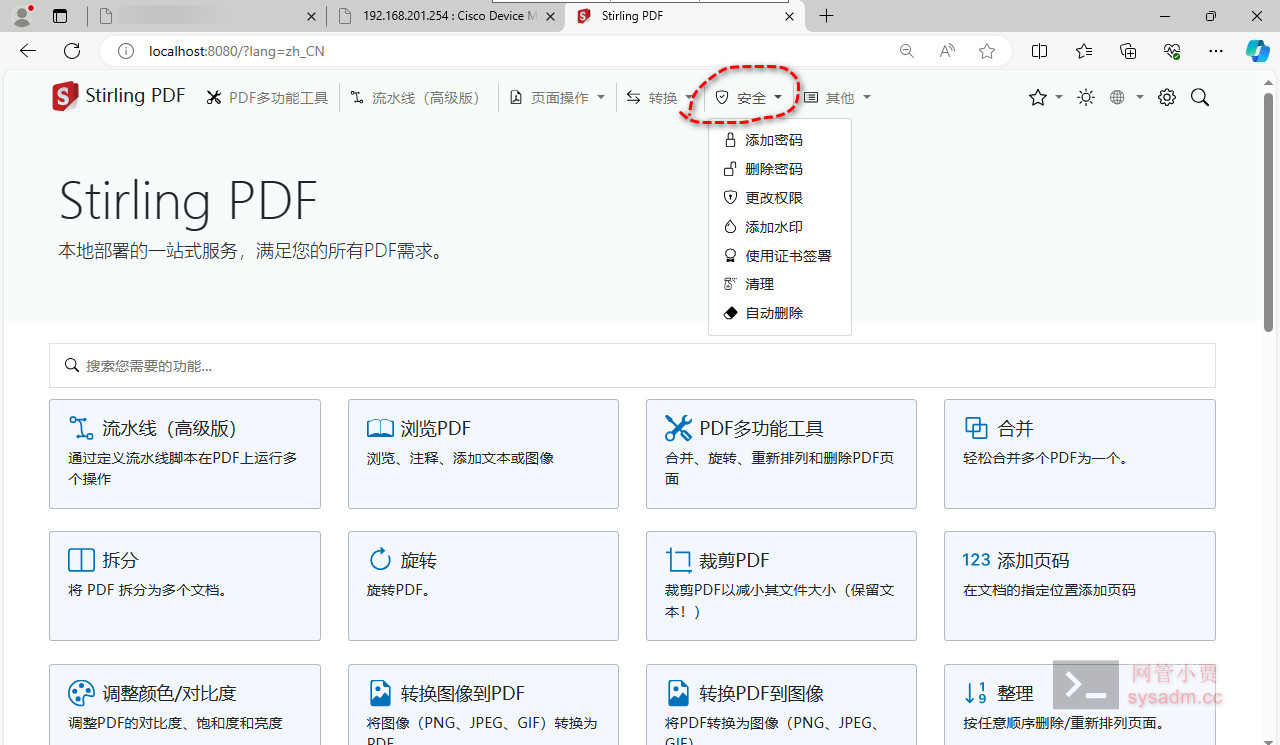 192.168.201.254 : Cisco Device M
Stirling PDF
localhost:8080/?lang=zh_CN
Stirling PDF
PDF多功能工具
流水线（高级版）
页面操作
转换
安全
其他
添加密码
删除密码
更改权限
添加水印
使用证书签署
清理
自动删除
Stirling PDF
本地部署的一站式服务，满足您的所有PDF需求。
搜索您需要的功能...
流水线（高级版）
通过定义流水线脚本在PDF上运行多
个操作
浏览PDF
浏览、注释、添加文本或图像
PDF多功能工具
合并、旋转、重新排列和删除PDF页
面
合并
轻松合并多个PDF为一个。
拆分
将 PDF 拆分为多个文档。
旋转
旋转PDF。
裁剪PDF
裁剪PDF以减小其文件大小（保留文
本！）
123 添加页码
在文档的指定位置添加页码
调整颜色/对比度
调整PDF的对比度、饱和度和亮度
转换图像到PDF
将图像（PNG、JPEG、GIF）转换为
PDF
转换PDF到图像
将PDF转换为图像（PNG、JPEG、
GIF）
整理
按任意顺序删除/重新排列页面。
网管小贾
sysadm.cc